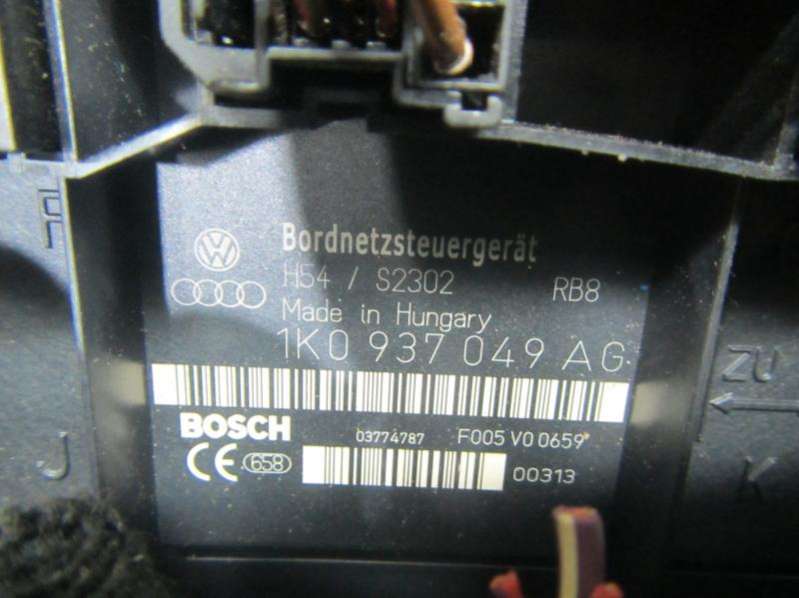 Bordnetzsteuergerät
H54 / S2302 RB8
Made in Hungary
1K0 937 049 AG
ZU
BOSCH 03774787 F005 V0 0659
CE 658 00313
J
K